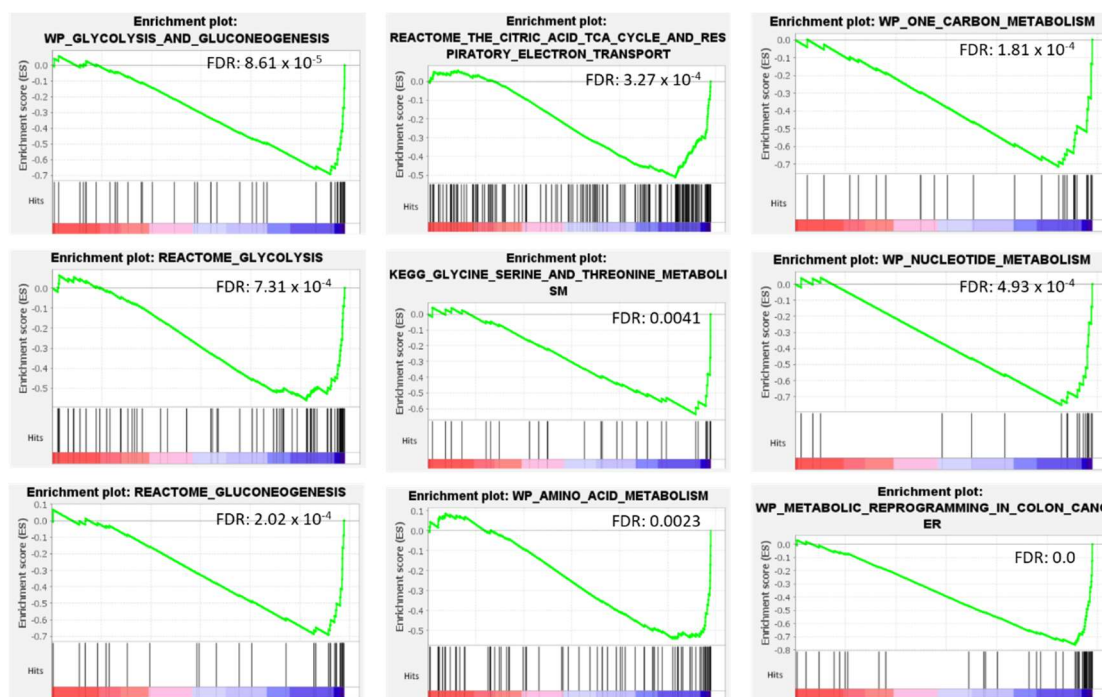 Enrichment plot:
WP_GLYCOLYSIS_AND_GLUCONEOGENESIS
FDR: 8.61 x 10-5
Enrichment score (ES)
0.0
-0.1
-0.2
-0.3
-0.4
-0.5
-0.6
-0.7
Hits
Enrichment plot:
REACTOME_THE_CITRIC_ACID_TCA_CYCLE_AND_RES
PIRATORY_ELECTRON_TRANSPORT
FDR: 3.27 x 10-4
Enrichment score (ES)
0.0
-0.1
-0.2
-0.3
-0.4
-0.5
Hits
Enrichment plot: WP_ONE_CARBON_METABOLISM
FDR: 1.81 x 10-4
Enrichment score (ES)
0.0
-0.1
-0.2
-0.3
-0.4
-0.5
-0.6
-0.7
Hits
Enrichment plot: REACTOME_GLYCOLYSIS
FDR: 7.31 x 10-4
Enrichment score (ES)
0.0
-0.1
-0.2
-0.3
-0.4
-0.5
Hits
Enrichment plot:
KEGG_GLYCINE_SERINE_AND_THREONINE_METABOLI
SM
FDR: 0.0041
Enrichment score (ES)
0.0
-0.1
-0.2
-0.3
-0.4
-0.5
-0.6
Hits
Enrichment plot: WP_NUCLEOTIDE_METABOLISM
FDR: 4.93 x 10-4
Enrichment score (ES)
0.0
-0.1
-0.2
-0.3
-0.4
-0.5
-0.6
-0.7
-0.8
Hits
Enrichment plot: REACTOME_GLUCONEOGENESIS
FDR: 2.02 x 10-4
Enrichment score (ES)
0.1
0.0
-0.1
-0.2
-0.3
-0.4
-0.5
-0.6
-0.7
Hits
Enrichment plot: WP_AMINO_ACID_METABOLISM
FDR: 0.0023
Enrichment score (ES)
0.1
0.0
-0.1
-0.2
-0.3
-0.4
-0.5
Hits
Enrichment plot:
WP_METABOLIC_REPROGRAMMING_IN_COLON_CANC
ER
FDR: 0.0
Enrichment score (ES)
0.0
-0.1
-0.2
-0.3
-0.4
-0.5
-0.6
-0.7
-0.8
Hits